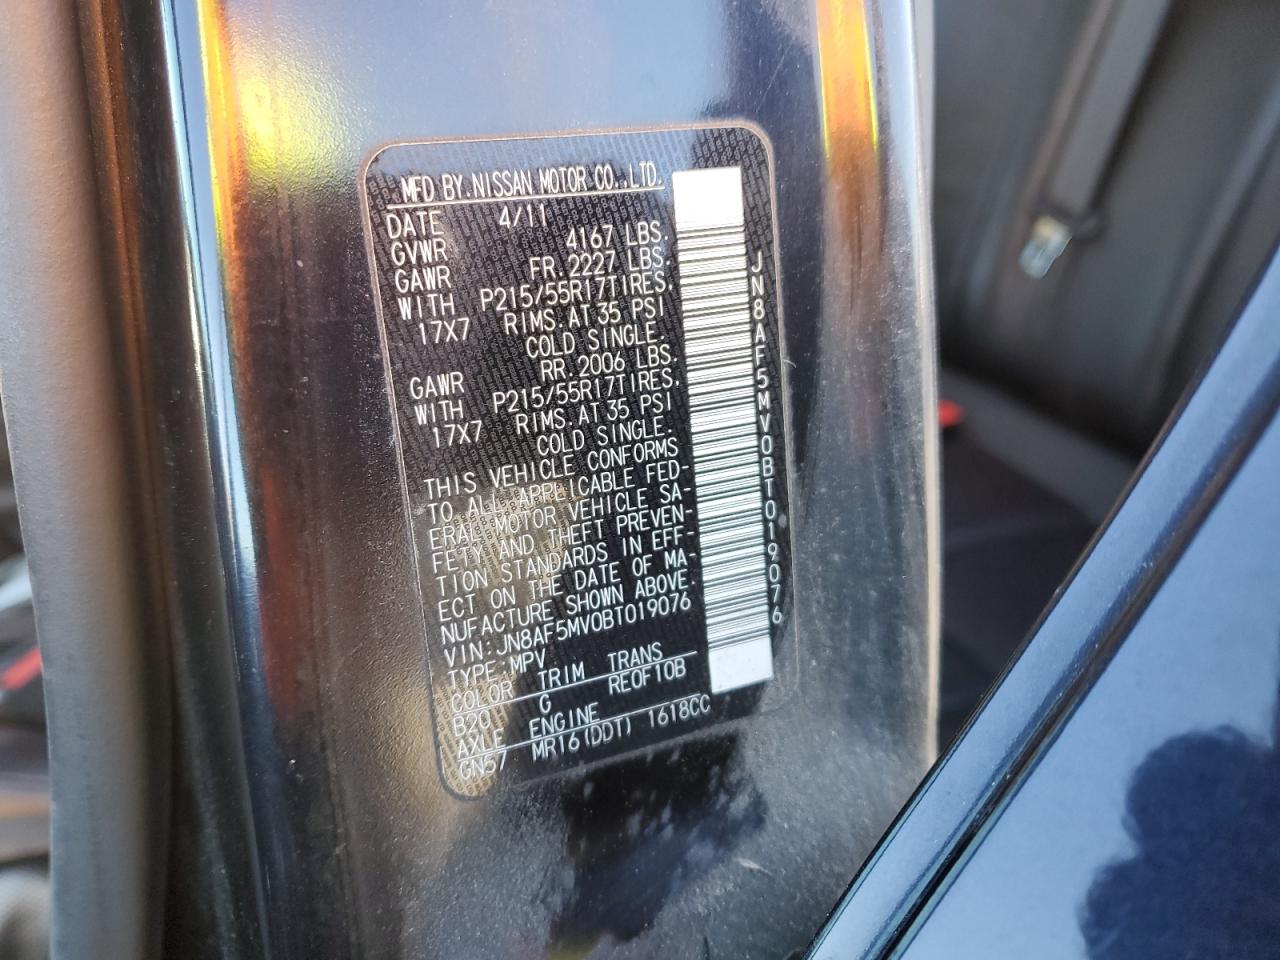 MFD BY NISSAN MOTOR CO.,LTD.
DATE 4/11
GVWR 4167 LBS.
GAWR FR. 2227 LBS.
WITH P215/55R17TIRES.
17X7 RIMS. AT 35 PSI
COLD SINGLE.
GAWR RR. 2006 LBS.
WITH P215/55R17TIRES.
17X7 RIMS. AT 35 PSI
COLD SINGLE.
THIS VEHICLE CONFORMS
TO ALL APPLICABLE FED-
ERAL MOTOR VEHICLE SA-
FETY AND THEFT PREVEN-
TION STANDARDS IN EFF-
ECT ON THE DATE OF MA-
NUFACTURE SHOWN ABOVE.
VIN:JN8AF5MV0BT019076
TYPE:MPV
COLOR TRIM TRANS
B20 G RE0F10B
AXLE ENGINE
GN57 MR16(DDT) 1618CC
JN8AF5MV0BT019076